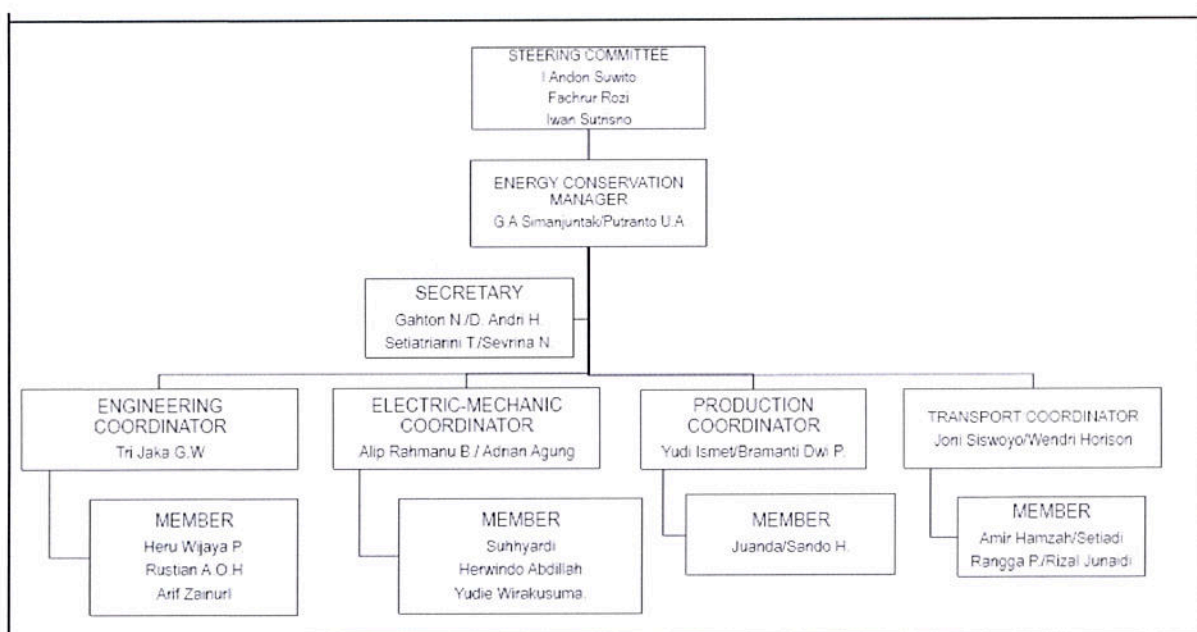 STEERING COMMITTEE
I Andon Suwito
Fachrur Rozi
Iwan Sutrisno
ENERGY CONSERVATION
MANAGER
G.A Simanjuntak/Putranto U.A
SECRETARY
Gahton N./D. Andri H.
Setiatriarini T./Sevrina N
ENGINEERING
COORDINATOR
Tri Jaka G.W
ELECTRIC-MECHANIC
COORDINATOR
Alip Rahmanu B./ Adrian Agung
PRODUCTION
COORDINATOR
Yudi Ismet/Bramanti Dwi P.
TRANSPORT COORDINATOR
Joni Siswoyo/Wendri Horison
MEMBER
Heru Wijaya P
Rustian A.O.H
Arif Zainuri
MEMBER
Suhhyardi
Herwindo Abdillah
Yudie Wirakusuma.
MEMBER
Juanda/Sando H.
MEMBER
Amir Hamzah/Setiadi
Rangga P./Rizal Junaidi